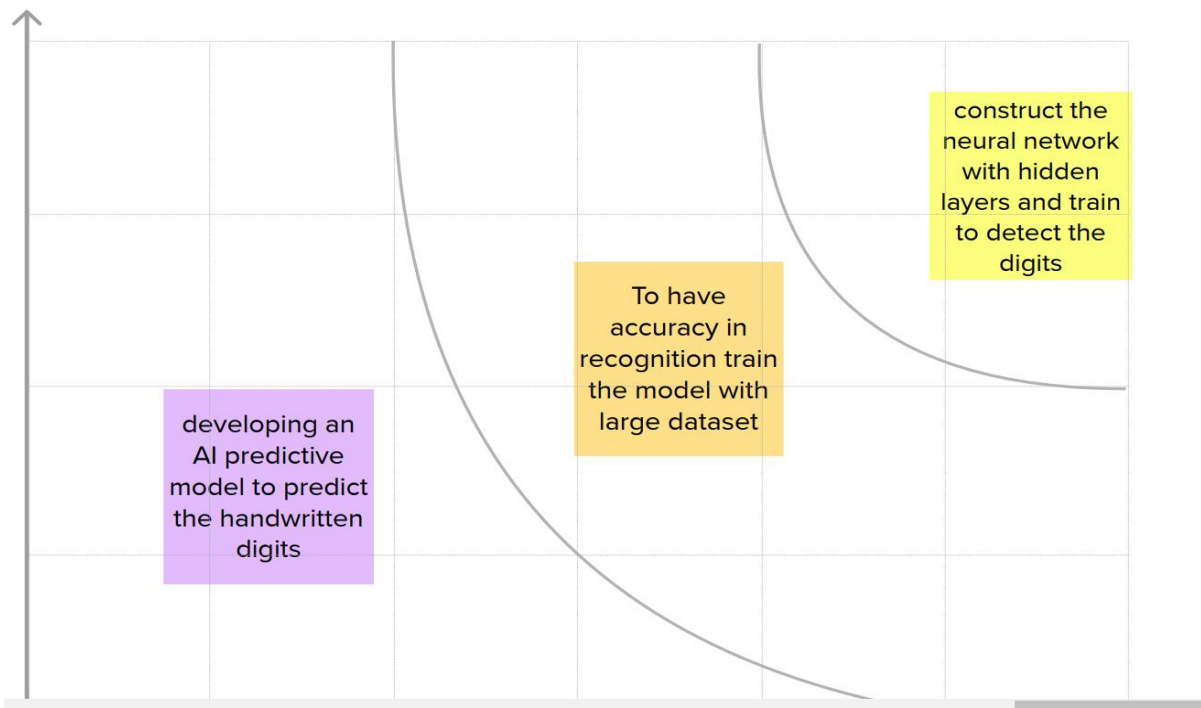 construct the
neural network
with hidden
layers and train
to detect the
digits
To have
accuracy in
recognition train
the model with
large dataset
developing an
AI predictive
model to predict
the handwritten
digits